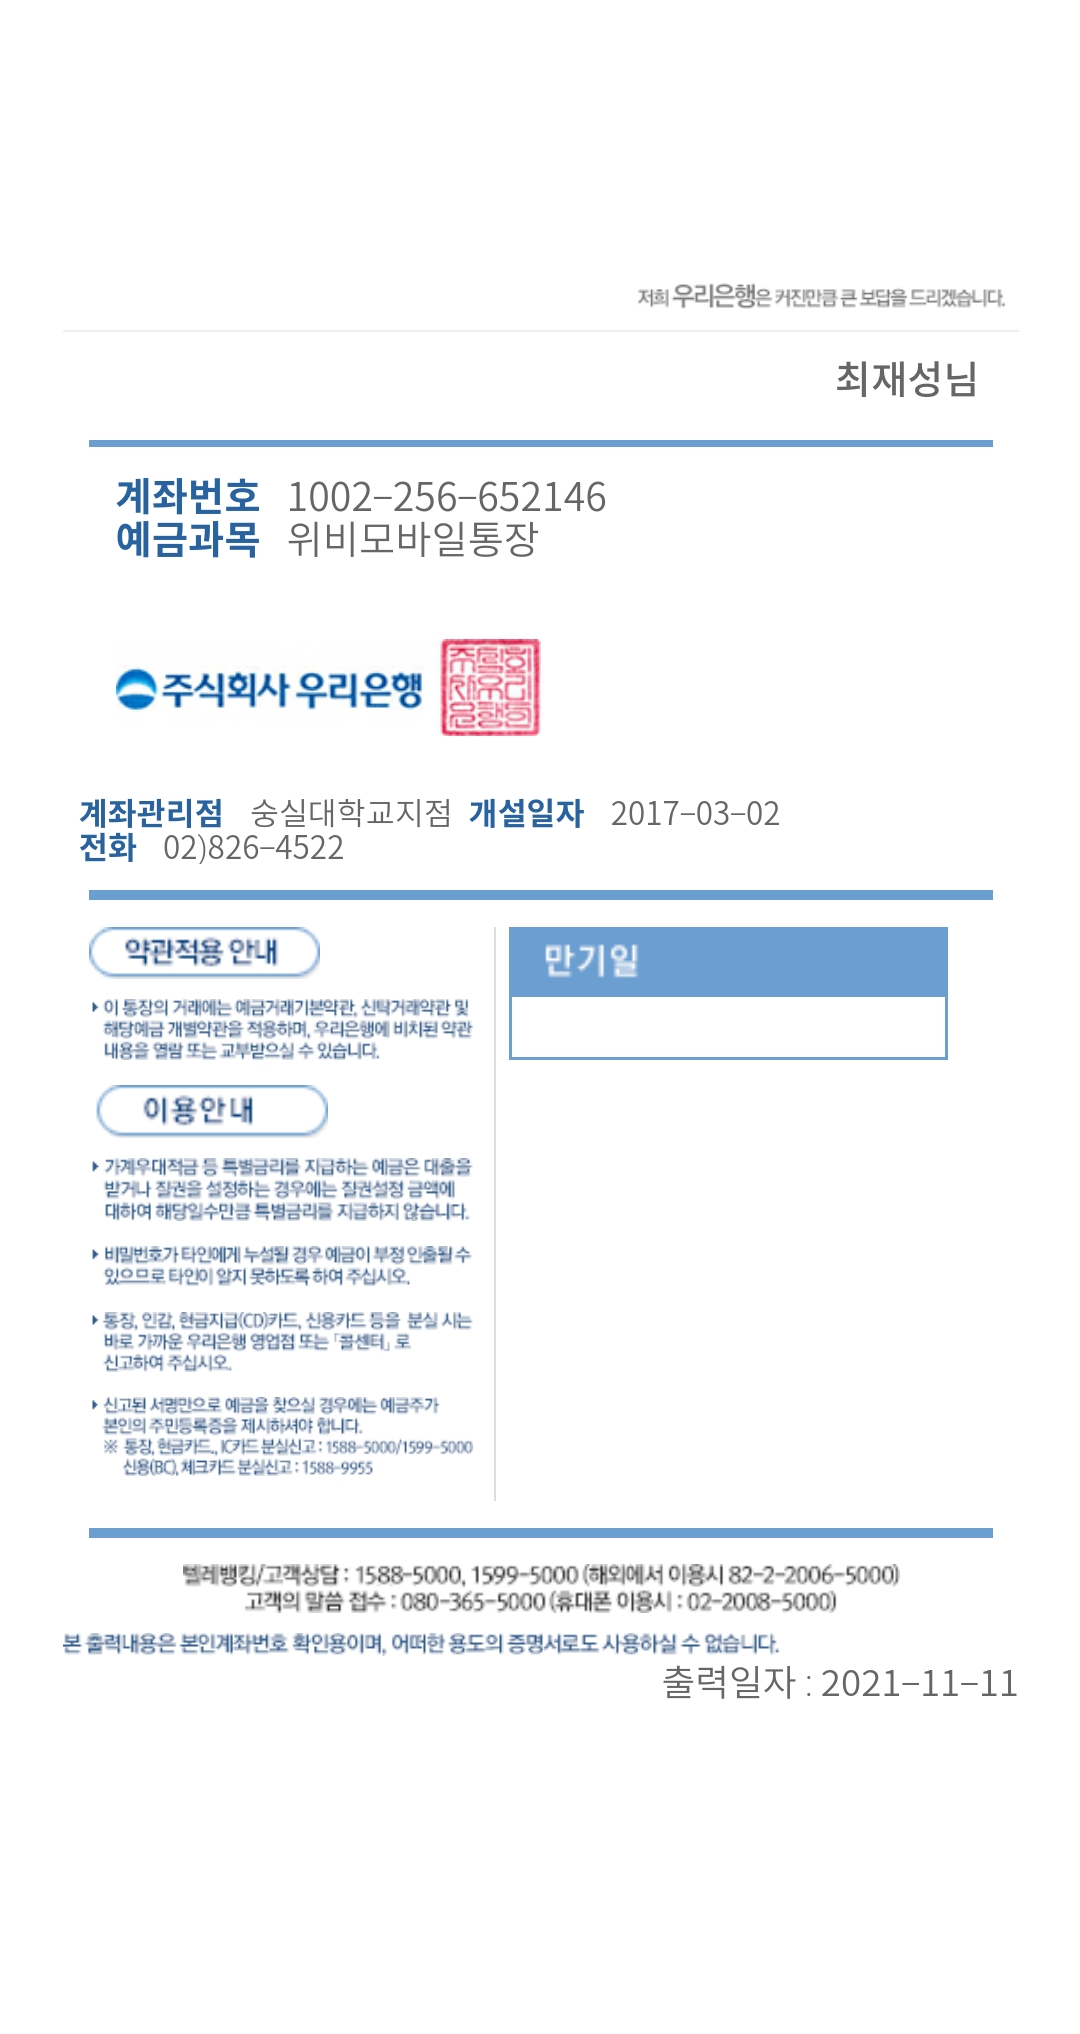 저희 우리은행은 커진만큼 큰 보답을 드리겠습니다.
최재성님
계좌번호 1002-256-652146
예금과목 위비모바일통장
주식회사 우리은행
계좌관리점 숭실대학교지점 개설일자 2017-03-02
전화 02)826-4522
약관적용 안내
이 통장의 거래에는 예금거래기본약관, 신탁거래약관 및
해당예금 개별약관을 적용하며, 우리은행에 비치된 약관
내용을 열람 또는 교부받으실 수 있습니다.
이용안내
가계우대적금 등 특별금리를 지급하는 예금은 대출을
받거나 질권을 설정하는 경우에는 질권설정 금액에
대하여 해당일수만큼 특별금리를 지급하지 않습니다.
비밀번호가 타인에게 누설될 경우 예금이 부정 인출될 수
있으므로 타인이 알지 못하도록 하여 주십시오.
통장, 인감, 현금지급(CD)카드, 신용카드 등을 분실 시는
바로 가까운 우리은행 영업점 또는 「콜센터」 로
신고하여 주십시오.
신고된 서명만으로 예금을 찾으실 경우에는 예금주가
본인의 주민등록증을 제시하셔야 합니다.
※ 통장, 현금카드., IC카드 분실신고 : 1588-5000/1599-5000
신용(BC), 체크카드 분실신고 : 1588-9955
만기일
텔레뱅킹/고객상담 : 1588-5000, 1599-5000 (해외에서 이용시 82-2-2006-5000)
고객의 말씀 접수 : 080-365-5000 (휴대폰 이용시 : 02-2008-5000)
본 출력내용은 본인계좌번호 확인용이며, 어떠한 용도의 증명서로도 사용하실 수 없습니다.
출력일자 : 2021-11-11